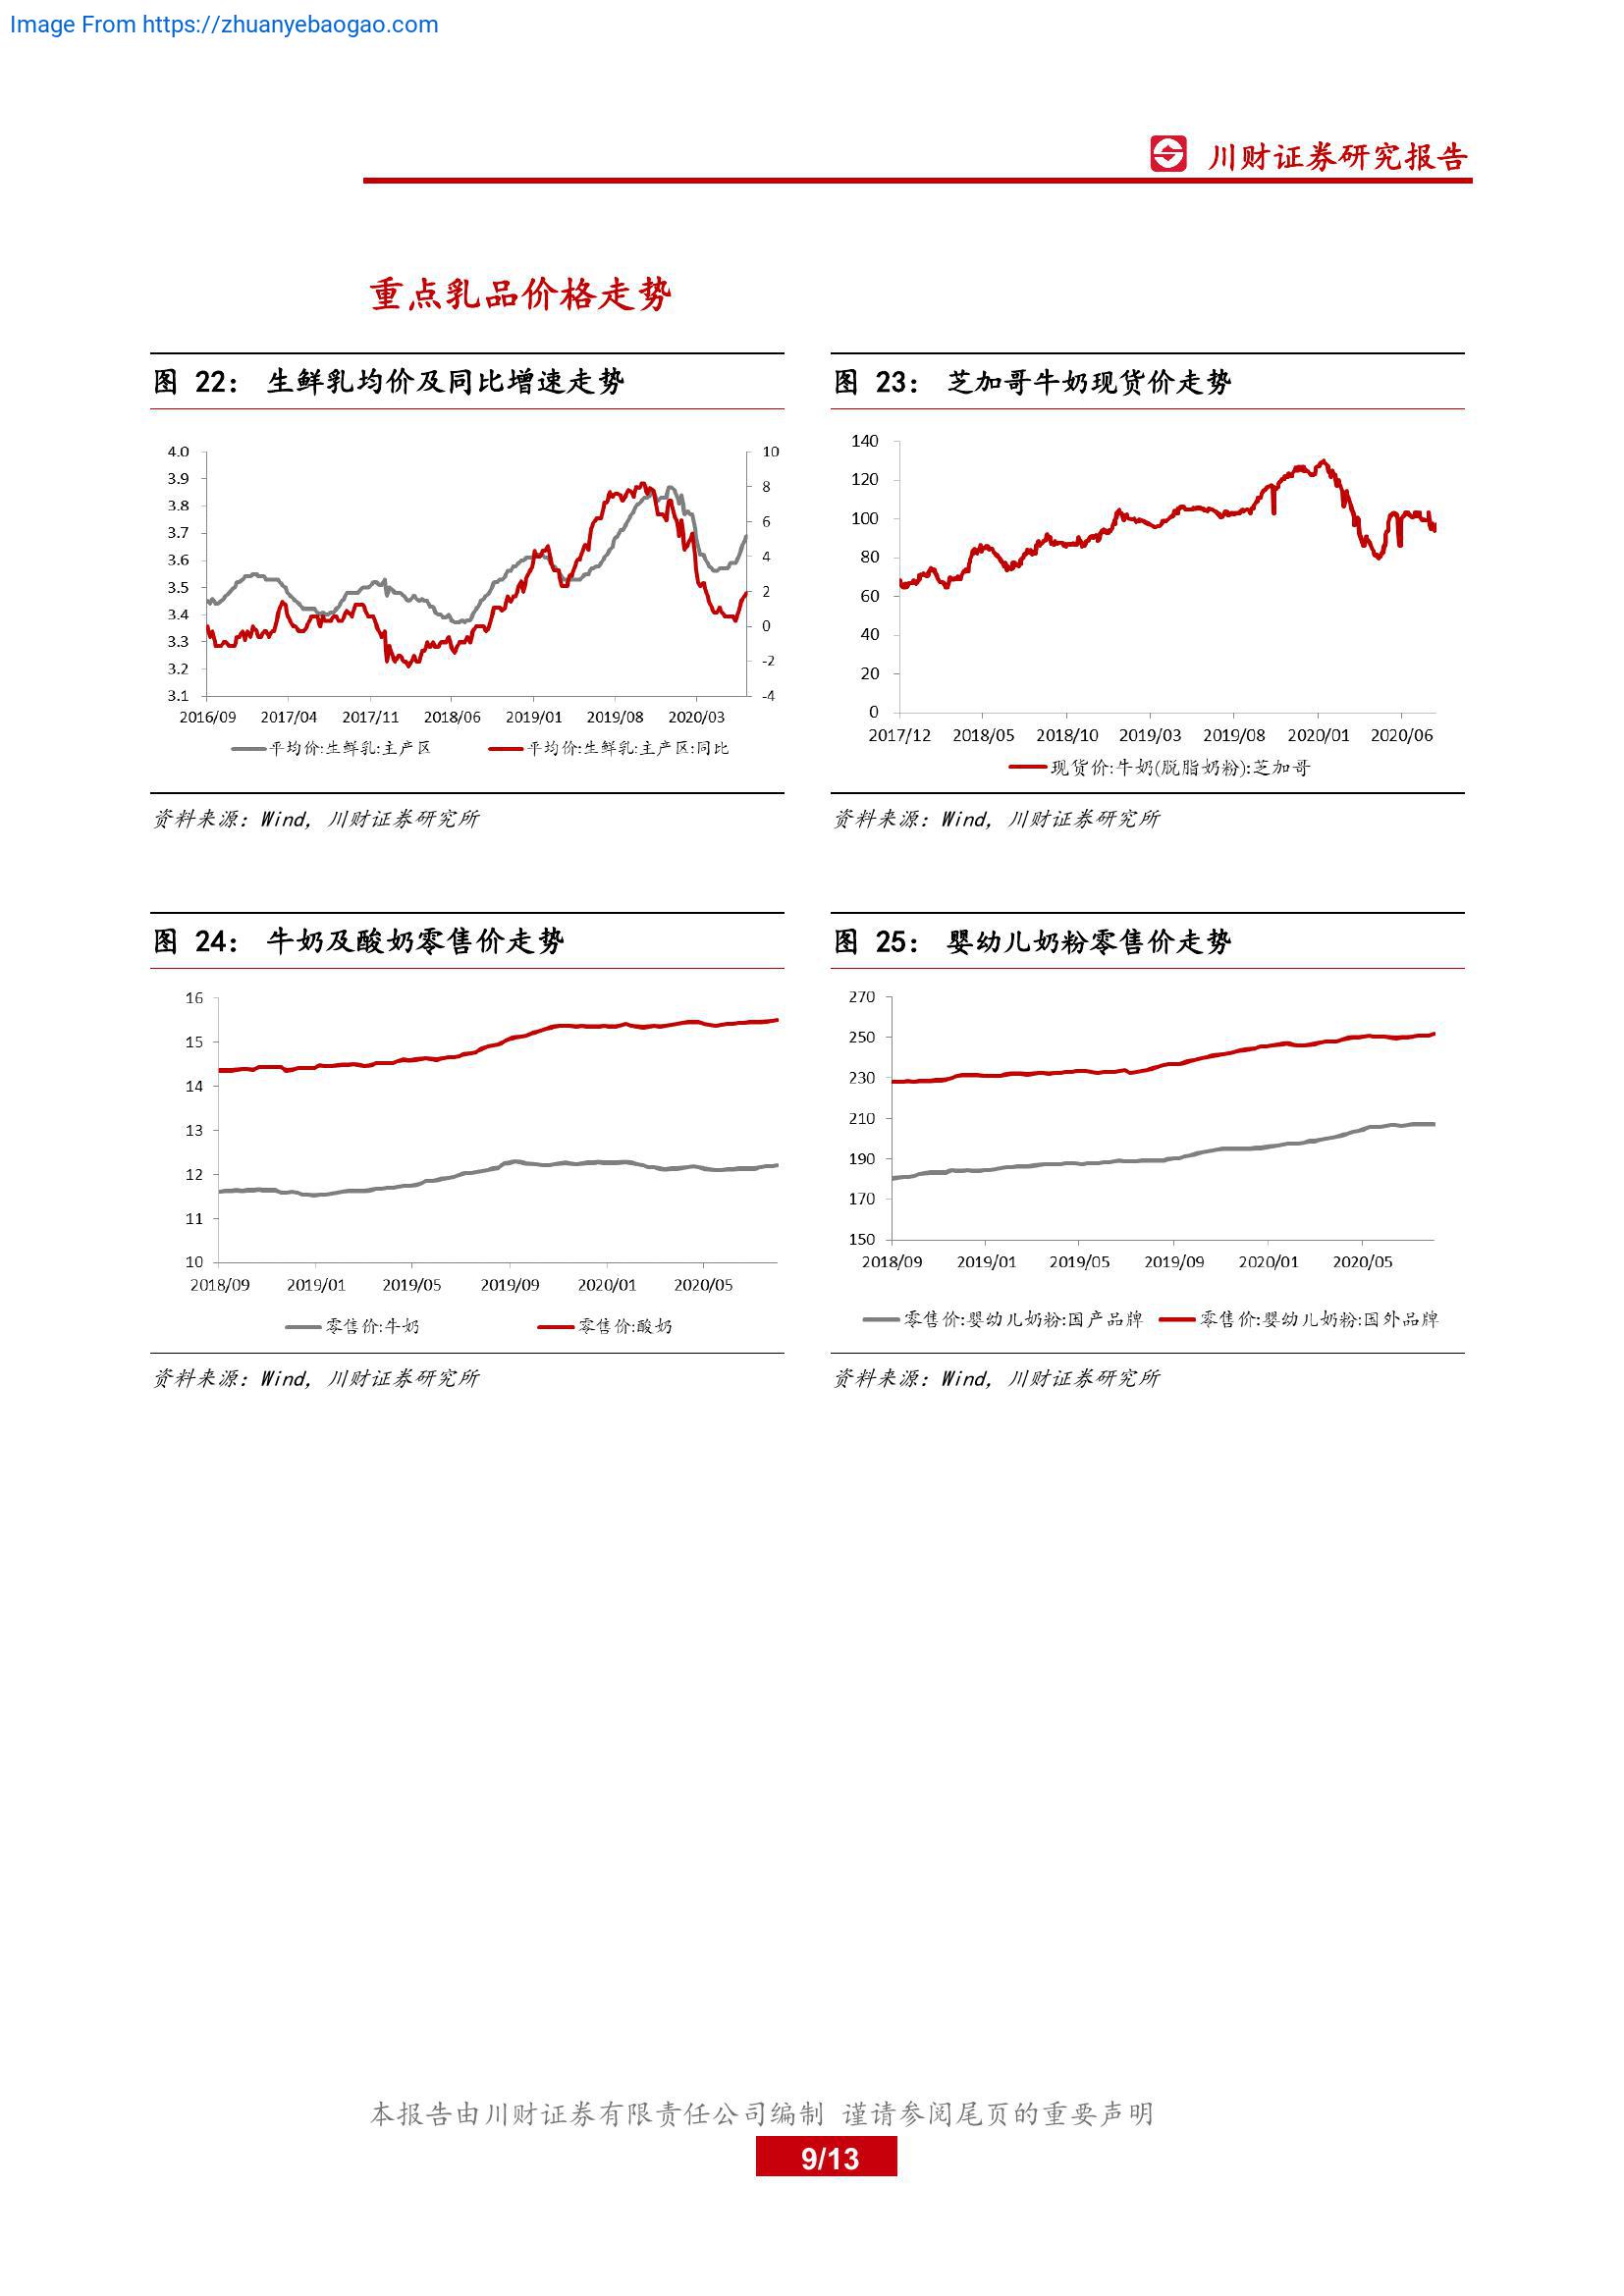 Image From https://zhuanyebaogao.com
川财证券研究报告
重点乳品价格走势
图 22： 生鲜乳均价及同比增速走势
4.0
3.9
3.8
3.7
3.6
3.5
3.4
3.3
3.2
3.1
10
8
6
4
2
0
-2
-4
2016/09 2017/04 2017/11 2018/06 2019/01 2019/08 2020/03
平均价:生鲜乳:主产区 平均价:生鲜乳:主产区:同比
资料来源：Wind, 川财证券研究所
图 23： 芝加哥牛奶现货价走势
140
120
100
80
60
40
20
0
2017/12 2018/05 2018/10 2019/03 2019/08 2020/01 2020/06
现货价:牛奶(脱脂奶粉):芝加哥
资料来源：Wind, 川财证券研究所
图 24： 牛奶及酸奶零售价走势
16
15
14
13
12
11
10
2018/09 2019/01 2019/05 2019/09 2020/01 2020/05
零售价:牛奶 零售价:酸奶
资料来源：Wind, 川财证券研究所
图 25： 婴幼儿奶粉零售价走势
270
250
230
210
190
170
150
2018/09 2019/01 2019/05 2019/09 2020/01 2020/05
零售价:婴幼儿奶粉:国产品牌 零售价:婴幼儿奶粉:国外品牌
资料来源：Wind, 川财证券研究所
本报告由川财证券有限责任公司编制 谨请参阅尾页的重要声明
9/13